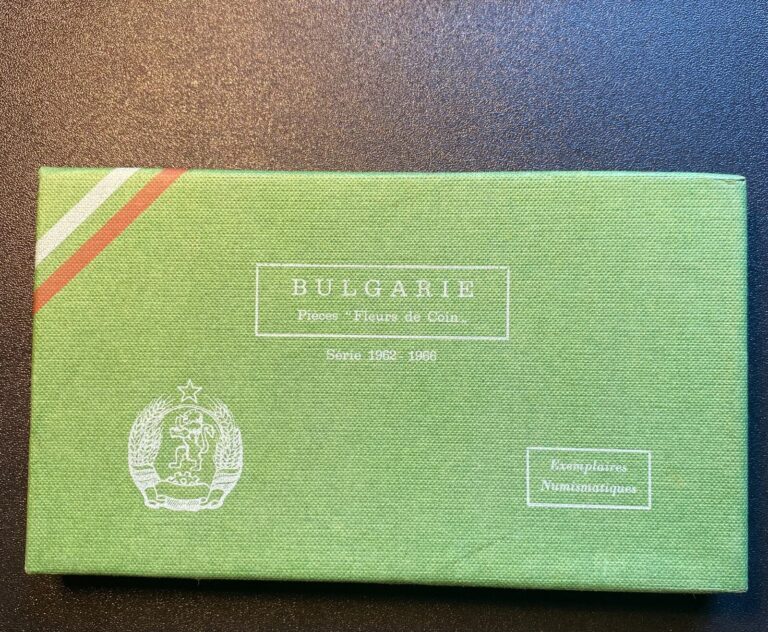 BULGARIE
Pièces "Fleurs de Coin„
Série 1962 - 1966
Exemplaires
Numismatiques